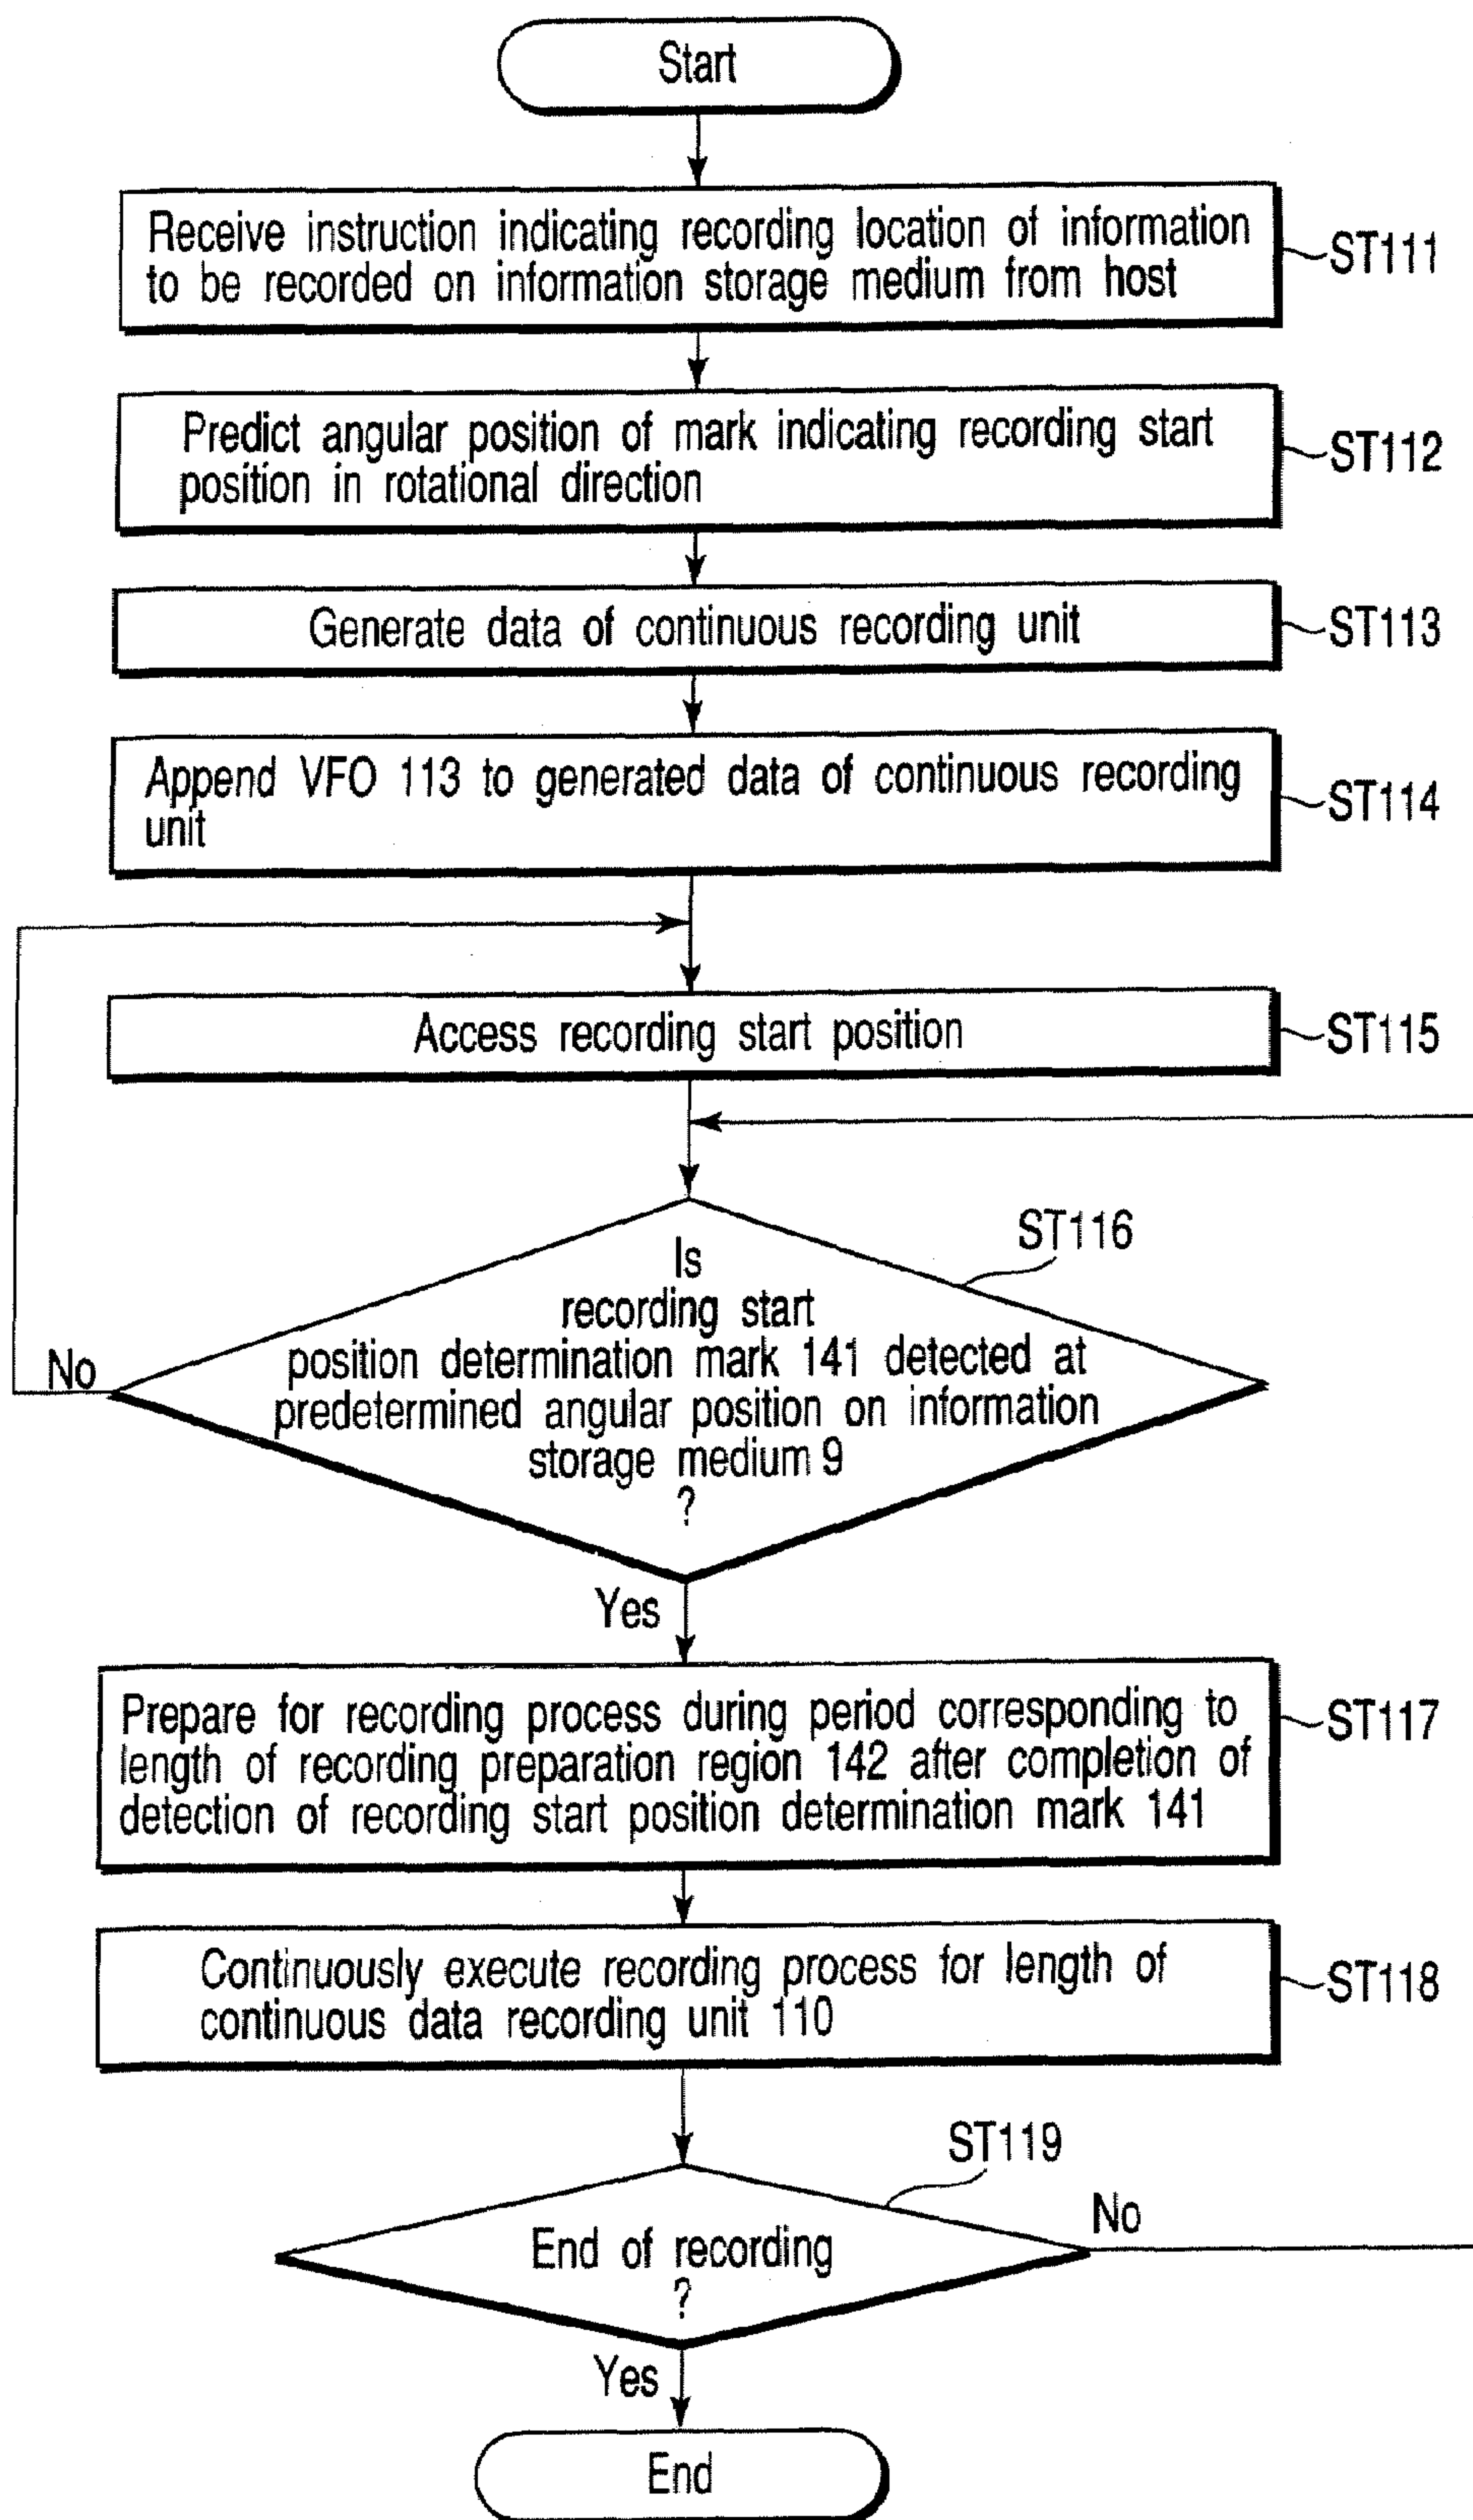 Start
Receive instruction indicating recording location of information
to be recorded on information storage medium from host
ST111
Predict angular position of mark indicating recording start
position in rotational direction
ST112
Generate data of continuous recording unit
ST113
Append VFO 113 to generated data of continuous recording
unit
ST114
Access recording start position
ST115
ST116
Is
recording start
position determination mark 141 detected at
predetermined angular position on information
storage medium 9
?
No
Yes
Prepare for recording process during period corresponding to
length of recording preparation region 142 after completion of
detection of recording start position determination mark 141
ST117
Continuously execute recording process for length of
continuous data recording unit 110
ST118
ST119
End of recording
?
No
Yes
End